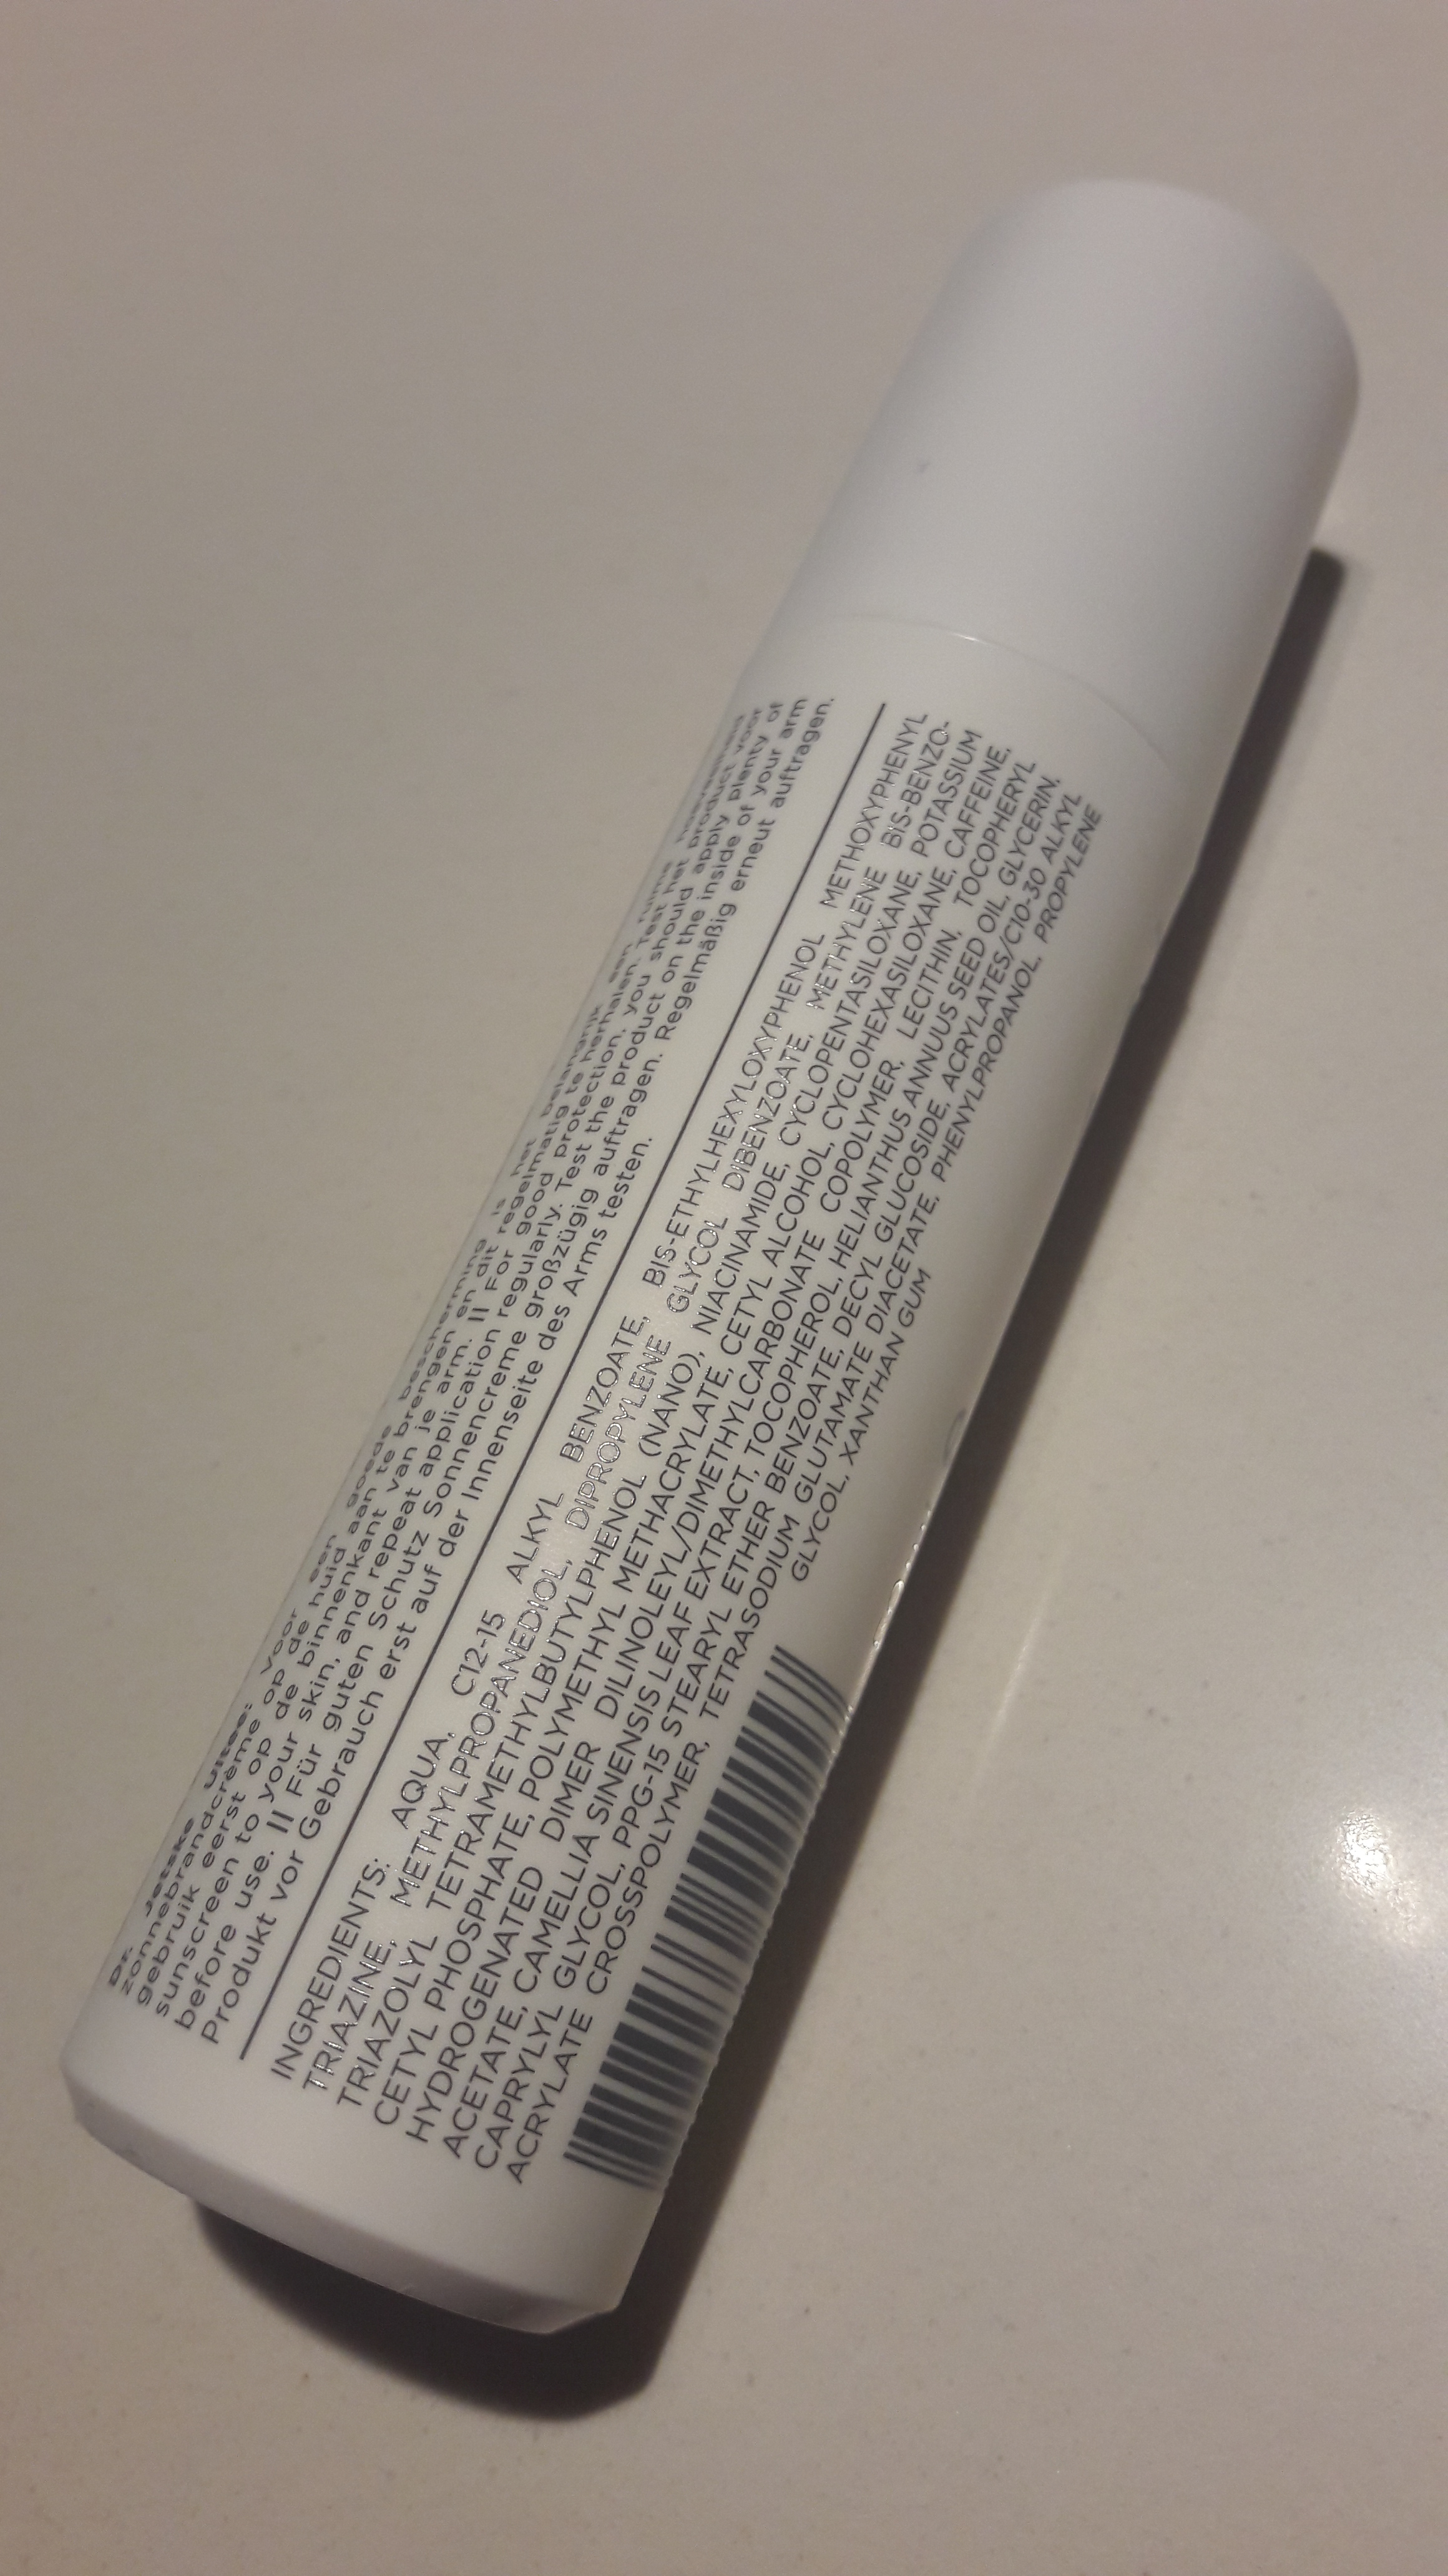 Dr. Jetske Ultee: voor een goede bescherming is het belangrijk een ruime hoeveelheid
zonnebrandcrème op de huid aan te brengen en dit regelmatig te herhalen. Test het product voor
gebruik eerst op de binnenkant van je arm. || For good protection, you should apply plenty of
sunscreen to your skin, and repeat application regularly. Test the product on the inside of your arm
before use. || Für guten Schutz Sonnencreme großzügig auftragen. Regelmäßig erneut auftragen.
Produkt vor Gebrauch erst auf der Innenseite des Arms testen.
INGREDIENTS: AQUA, C12-15 ALKYL BENZOATE, BIS-ETHYLHEXYLOXYPHENOL METHOXYPHENYL
TRIAZINE, METHYLPROPANEDIOL, DIPROPYLENE GLYCOL DIBENZOATE, METHYLENE BIS-BENZO-
TRIAZOLYL TETRAMETHYLBUTYLPHENOL (NANO), NIACINAMIDE, CYCLOPENTASILOXANE, POTASSIUM
CETYL PHOSPHATE, POLYMETHYL METHACRYLATE, CETYL ALCOHOL, CYCLOHEXASILOXANE, CAFFEINE,
HYDROGENATED DIMER DILINOLEYL/DIMETHYLCARBONATE COPOLYMER, LECITHIN, TOCOPHERYL
ACETATE, CAMELLIA SINENSIS LEAF EXTRACT, TOCOPHEROL, HELIANTHUS ANNUUS SEED OIL, GLYCERIN,
CAPRYLYL GLYCOL, PPG-15 STEARYL ETHER BENZOATE, DECYL GLUCOSIDE, ACRYLATES/C10-30 ALKYL
ACRYLATE CROSSPOLYMER, TETRASODIUM GLUTAMATE DIACETATE, PHENYLPROPANOL, PROPYLENE
GLYCOL, XANTHAN GUM